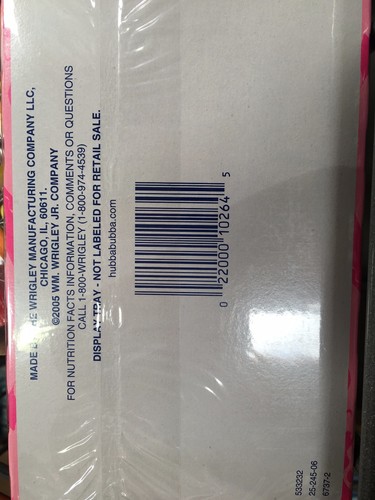 MADE BY THE WRIGLEY MANUFACTURING COMPANY LLC,
CHICAGO, IL, 60611.
©2005 WM. WRIGLEY JR. COMPANY
FOR NUTRITION FACTS INFORMATION, COMMENTS OR QUESTIONS
CALL 1-800-WRIGLEY (1-800-974-4539)
DISPLAY TRAY - NOT LABELED FOR RETAIL SALE.
hubbabubba.com
0 22000 10264 5
533232
25-245-06
6737-2